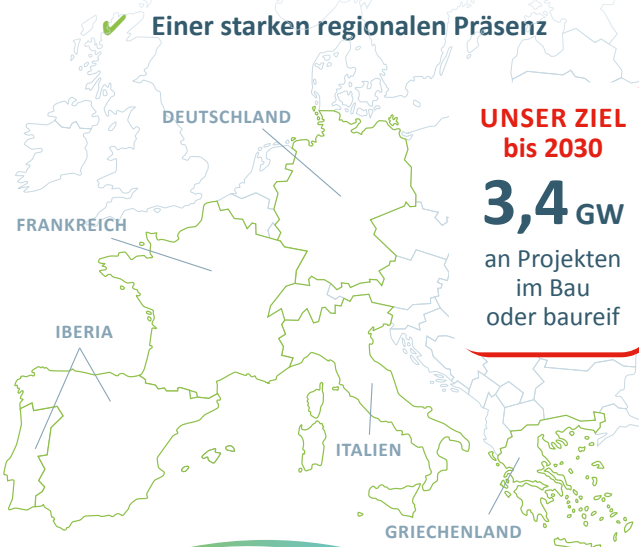 ✔ Einer starken regionalen Präsenz
DEUTSCHLAND
UNSER ZIEL
bis 2030
3,4 GW
an Projekten
im Bau
oder baureif
FRANKREICH
IBERIA
ITALIEN
GRIECHENLAND